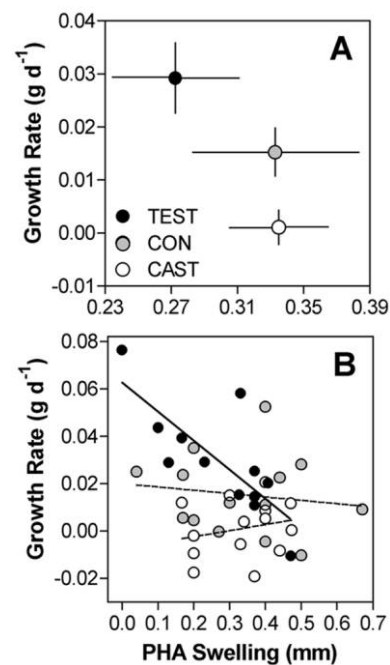 A
Growth Rate (g d⁻¹)
0.04
0.03
0.02
0.01
0.00
-0.01
TEST
CON
CAST
0.23 0.27 0.31 0.35 0.39
B
Growth Rate (g d⁻¹)
0.08
0.06
0.04
0.02
0.00
-0.02
0.0 0.1 0.2 0.3 0.4 0.5 0.6 0.7
PHA Swelling (mm)